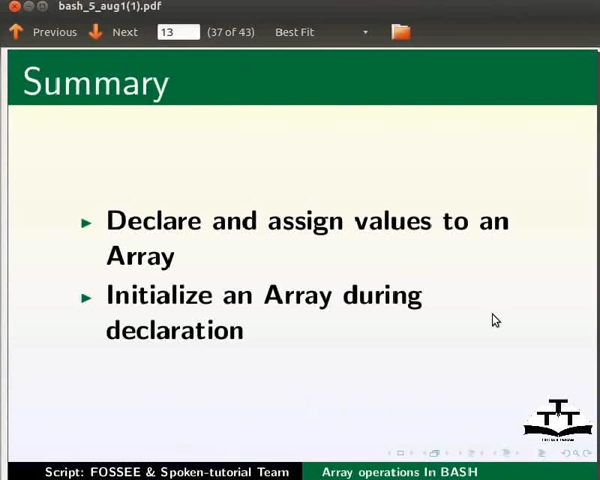 bash_5_aug1(1).pdf
Previous Next 13 (37 of 43) Best Fit
Summary
Declare and assign values to an
Array
Initialize an Array during
declaration
Script: FOSSEE & Spoken-tutorial Team Array operations In BASH